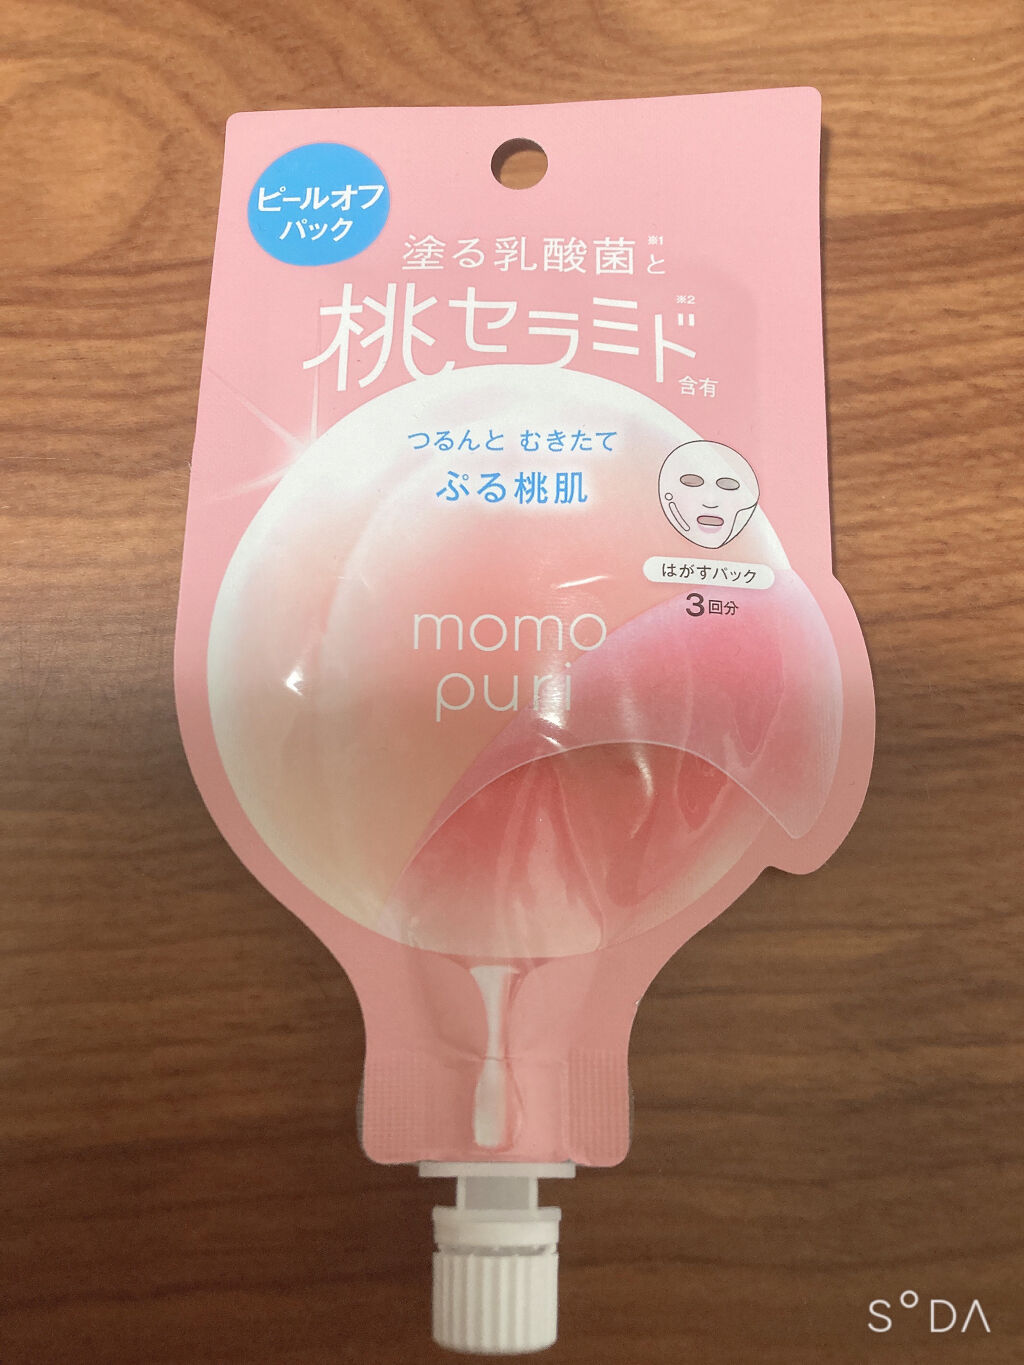 ピールオフ
パック
塗る乳酸菌※1と
桃セラミド※2
含有
つるんと むきたて
ぷる桃肌
はがすパック
3回分
momo
puri
S°DA